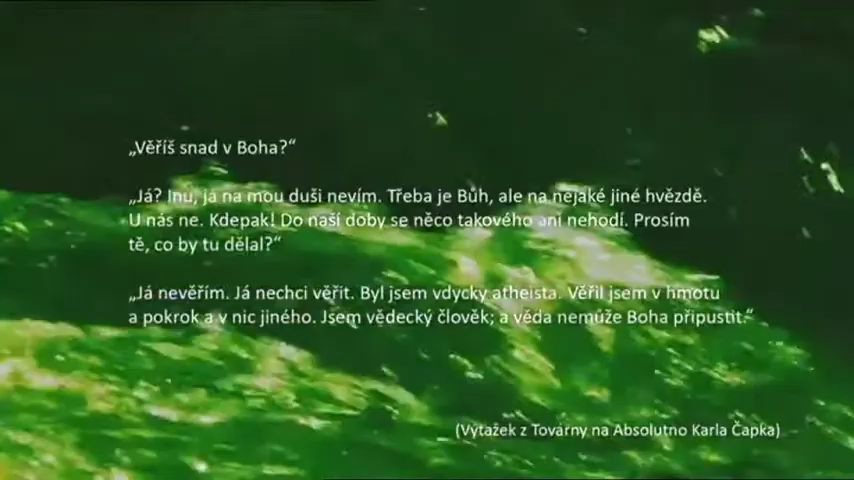 „Věříš snad v Boha?“
„Já? Inu, já na mou duši nevím. Třeba je Bůh, ale na nějaké jiné hvězdě.
U nás ne. Kdepak! Do naší doby se něco takového ani nehodí. Prosím
tě, co by tu dělal?“
„Já nevěřím. Já nechci věřit. Byl jsem vdycky atheista. Věřil jsem v hmotu
a pokrok a v nic jiného. Jsem vědecký člověk; a věda nemůže Boha připustit.“
(Výtažek z Továrny na Absolutno Karla Čapka)